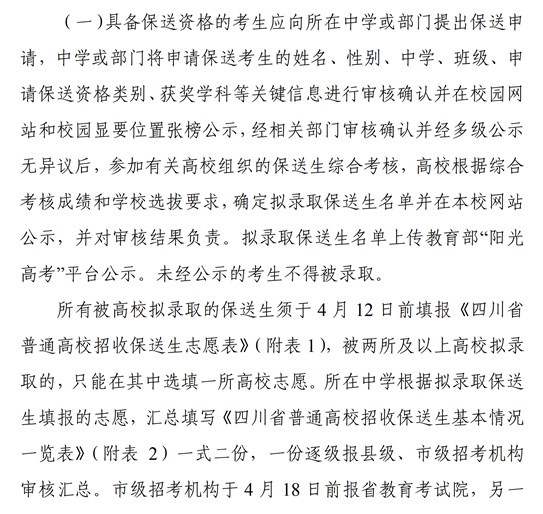 （一）具备保送资格的考生应向所在中学或部门提出保送申
请，中学或部门将申请保送考生的姓名、性别、中学、班级、申
请保送资格类别、获奖学科等关键信息进行审核确认并在校园网
站和校园显要位置张榜公示，经相关部门审核确认并经多级公示
无异议后，参加有关高校组织的保送生综合考核，高校根据综合
考核成绩和学校选拔要求，确定拟录取保送生名单并在本校网站
公示，并对审核结果负责。拟录取保送生名单上传教育部“阳光
高考”平台公示。未经公示的考生不得被录取。
所有被高校拟录取的保送生须于 4 月 12 日前填报《四川省
普通高校招收保送生志愿表》（附表 1），被两所及以上高校拟录
取的，只能在其中选填一所高校志愿。所在中学根据拟录取保送
生填报的志愿，汇总填写《四川省普通高校招收保送生基本情况
一览表》（附表 2）一式二份，一份逐级报县级、市级招考机构
审核汇总。市级招考机构于 4 月 18 日前报省教育考试院，另一